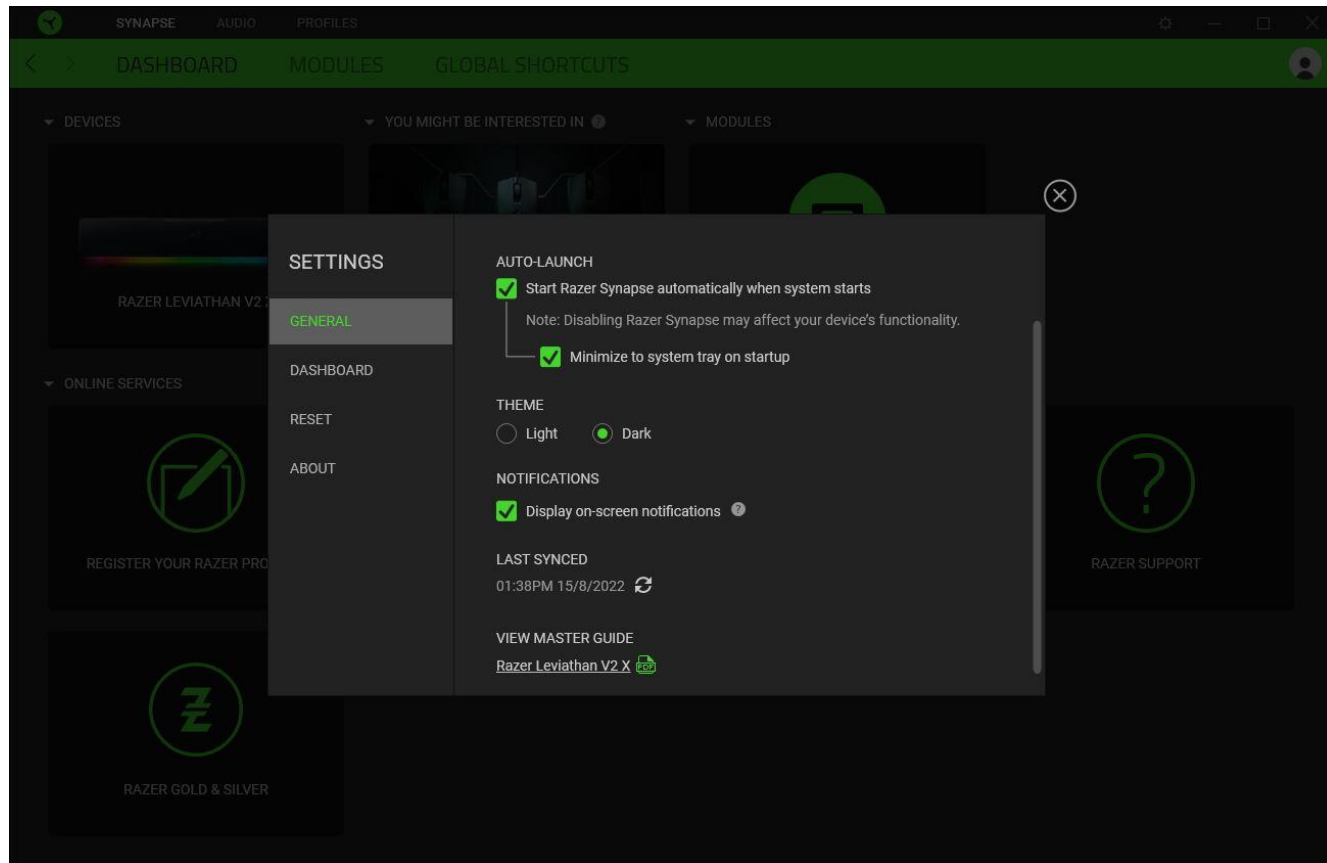 SYNAPSE AUDIO PROFILES
DASHBOARD MODULES GLOBAL SHORTCUTS
DEVICES
YOU MIGHT BE INTERESTED IN ?
MODULES
RAZER LEVIATHAN V2
ONLINE SERVICES
REGISTER YOUR RAZER PRO
RAZER GOLD & SILVER
?
RAZER SUPPORT
SETTINGS
GENERAL
DASHBOARD
RESET
ABOUT
AUTO-LAUNCH
Start Razer Synapse automatically when system starts
Note: Disabling Razer Synapse may affect your device's functionality.
Minimize to system tray on startup
THEME
Light Dark
NOTIFICATIONS
Display on-screen notifications ?
LAST SYNCED
01:38PM 15/8/2022
VIEW MASTER GUIDE
Razer Leviathan V2 X PDF